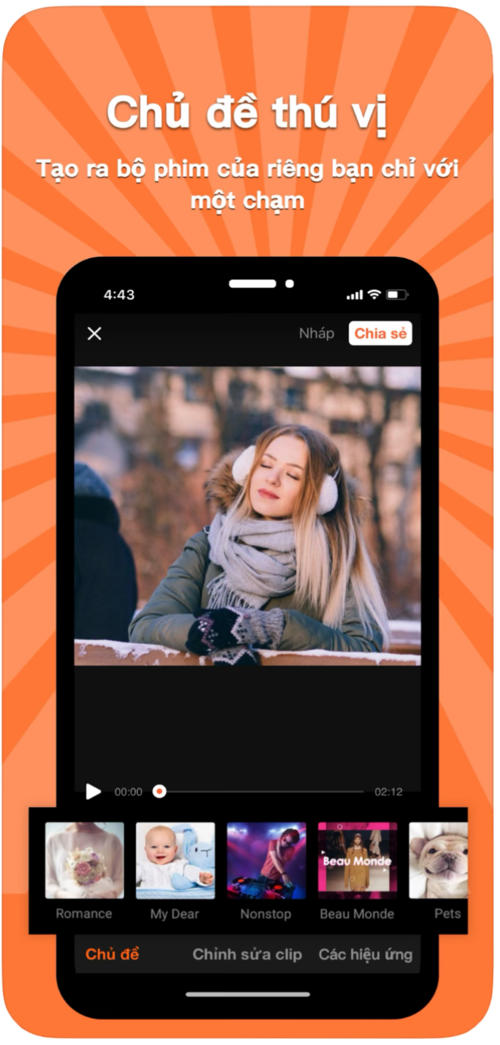 Chủ đề thú vị
Tạo ra bộ phim của riêng bạn chỉ với
một chạm
4:43
Nháp Chia sẻ
00:00 02:12
Beau Monde
Romance My Dear Nonstop Beau Monde Pets
Chủ để Chỉnh sửa clip Các hiệu ứng